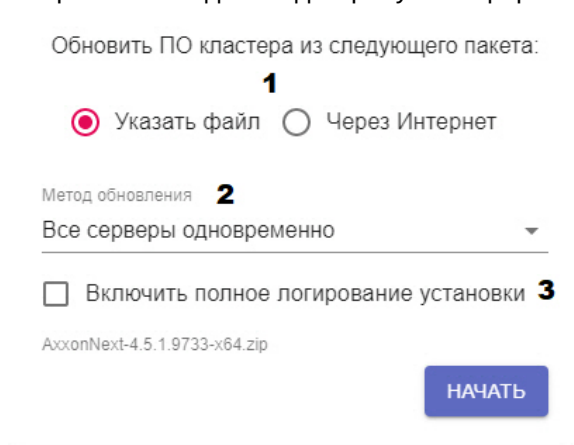 Обновить ПО кластера из следующего пакета:
1
Указать файл Через Интернет
Метод обновления 2
Все серверы одновременно
Включить полное логирование установки 3
AxxonNext-4.5.1.9733-x64.zip
НАЧАТЬ